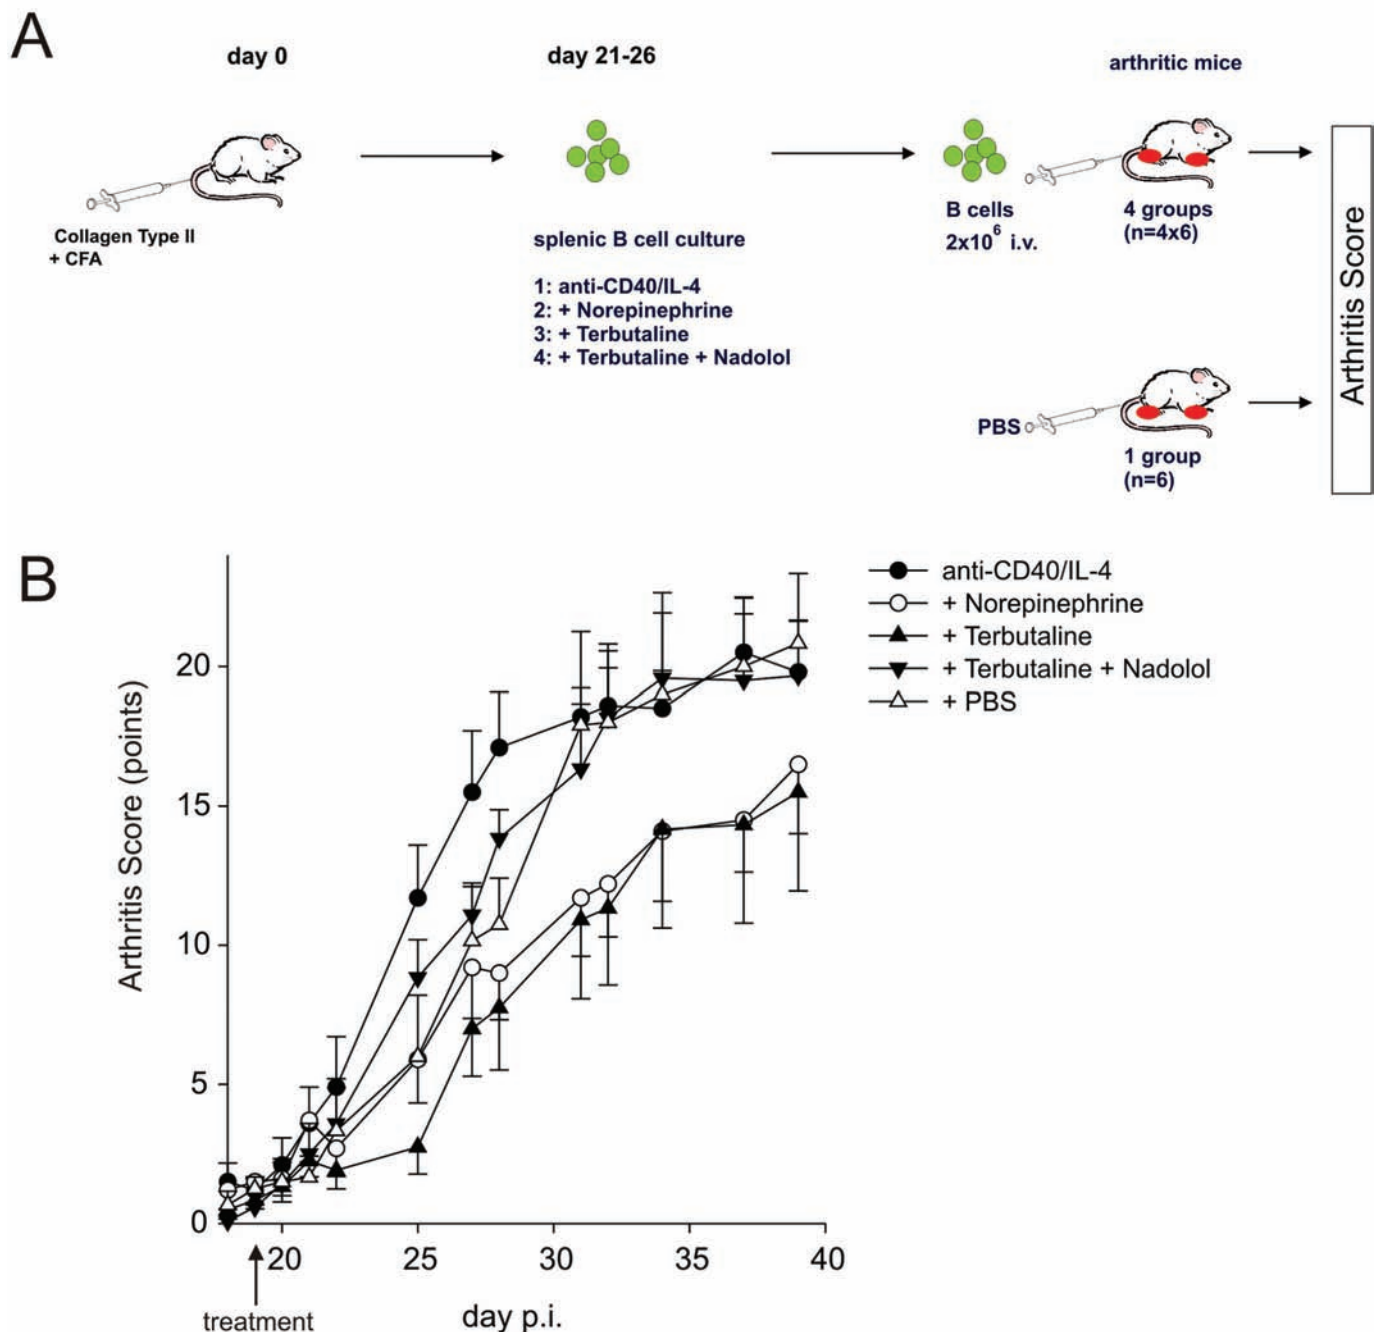 A
day 0
day 21-26
arthritic mice
Collagen Type II
+ CFA
splenic B cell culture
1: anti-CD40/IL-4
2: + Norepinephrine
3: + Terbutaline
4: + Terbutaline + Nadolol
B cells
2x10⁶ i.v.
4 groups
(n=4x6)
PBS
1 group
(n=6)
Arthritis Score
B
anti-CD40/IL-4
+ Norepinephrine
+ Terbutaline
+ Terbutaline + Nadolol
+ PBS
Arthritis Score (points)
20
15
10
5
0
20 25 30 35 40
treatment
day p.i.